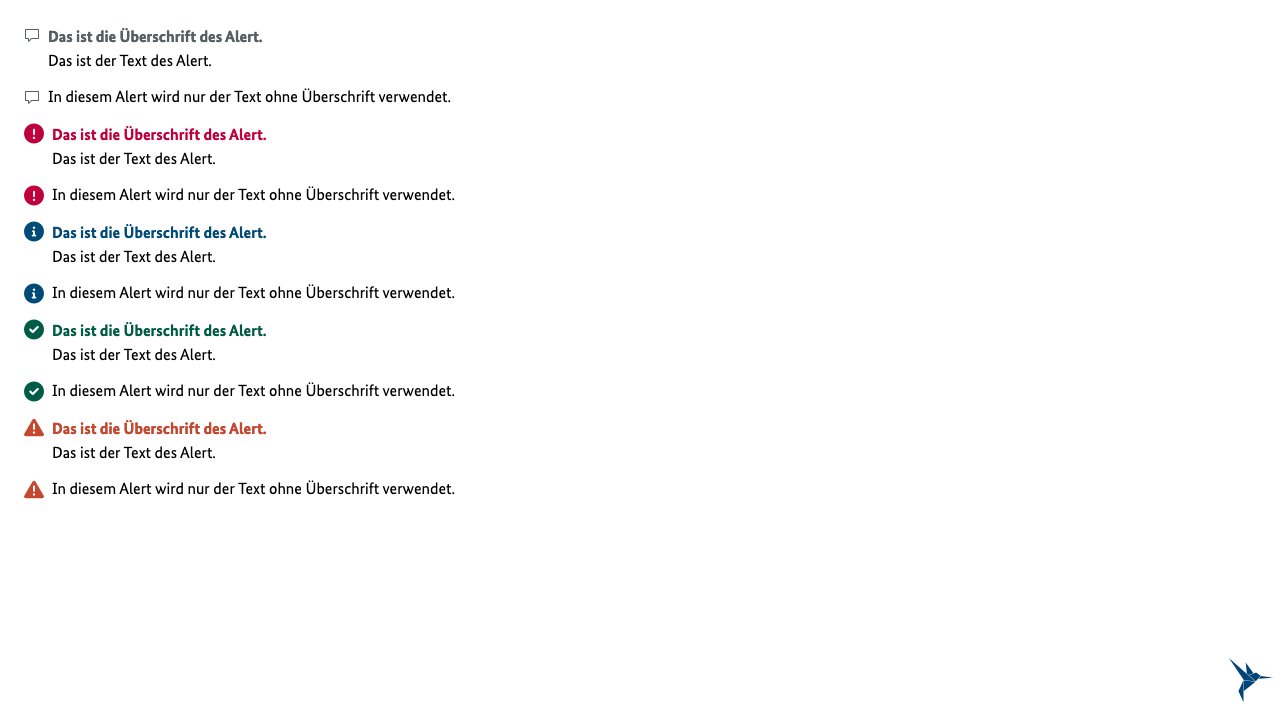 Das ist die Überschrift des Alert.
Das ist der Text des Alert.
In diesem Alert wird nur der Text ohne Überschrift verwendet.
Das ist die Überschrift des Alert.
Das ist der Text des Alert.
In diesem Alert wird nur der Text ohne Überschrift verwendet.
Das ist die Überschrift des Alert.
Das ist der Text des Alert.
In diesem Alert wird nur der Text ohne Überschrift verwendet.
Das ist die Überschrift des Alert.
Das ist der Text des Alert.
In diesem Alert wird nur der Text ohne Überschrift verwendet.
Das ist die Überschrift des Alert.
Das ist der Text des Alert.
In diesem Alert wird nur der Text ohne Überschrift verwendet.